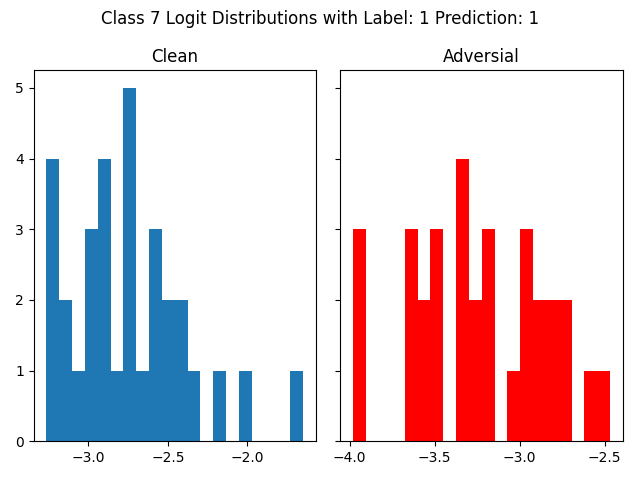 Class 7 Logit Distributions with Label: 1 Prediction: 1
Clean
Adversial
5
4
3
2
1
0
−3.0 −2.5 −2.0
−4.0 −3.5 −3.0 −2.5